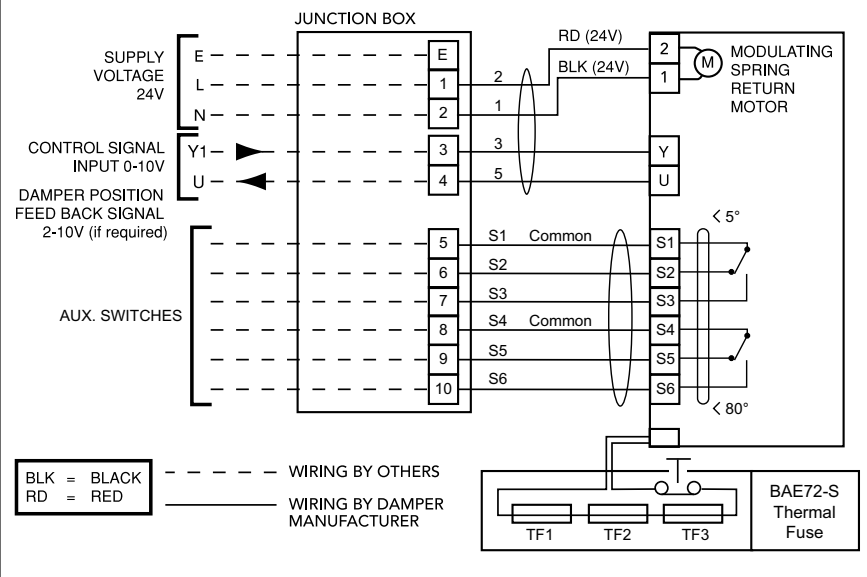 JUNCTION BOX
SUPPLY
VOLTAGE
24V
E
L
N
E
1
2
2
1
RD (24V)
BLK (24V)
2
1
M
MODULATING
SPRING
RETURN
MOTOR
CONTROL SIGNAL
INPUT 0-10V
Y1
U
3
4
3
5
Y
U
DAMPER POSITION
FEED BACK SIGNAL
2-10V (if required)
AUX. SWITCHES
5
6
7
8
9
10
S1 Common
S2
S3
S4 Common
S5
S6
S1
S2
S3
S4
S5
S6
< 5°
< 80°
BLK = BLACK
RD = RED
WIRING BY OTHERS
WIRING BY DAMPER
MANUFACTURER
TF1
TF2
TF3
BAE72-S
Thermal
Fuse